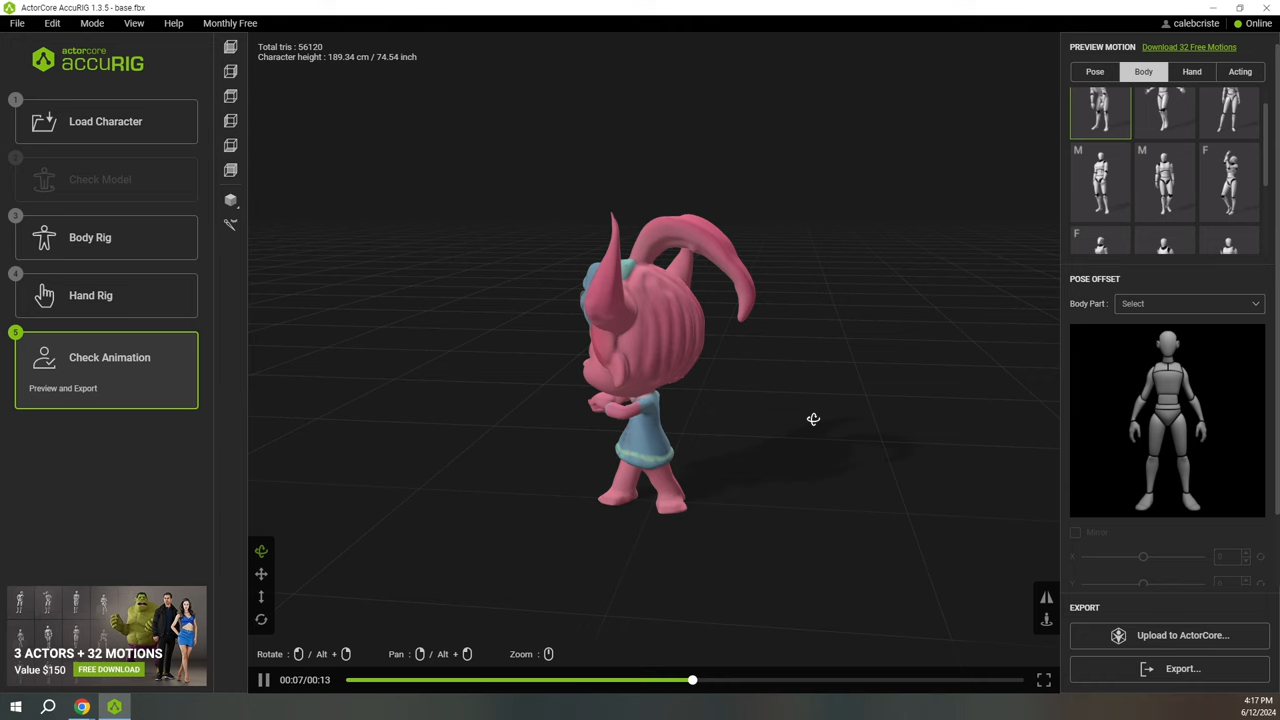 ActorCore AccuRIG 1.3.5 - base.fbx
File Edit Mode View Help Monthly Free calebcriste Online
actorcore
accuRIG
1
Load Character
2
Check Model
3
Body Rig
4
Hand Rig
5
Check Animation
Preview and Export
3 ACTORS + 32 MOTIONS
Value $150 FREE DOWNLOAD
Total tris : 56120
Character height : 189.34 cm / 74.54 inch
Rotate : / Alt + Pan : / Alt + Zoom :
00:07/00:13
PREVIEW MOTION Download 32 Free Motions
Pose Body Hand Acting
M M F
F
POSE OFFSET
Body Part : Select
Mirror
X 0
Y 0
EXPORT
Upload to ActorCore...
Export...
4:17 PM
6/12/2024